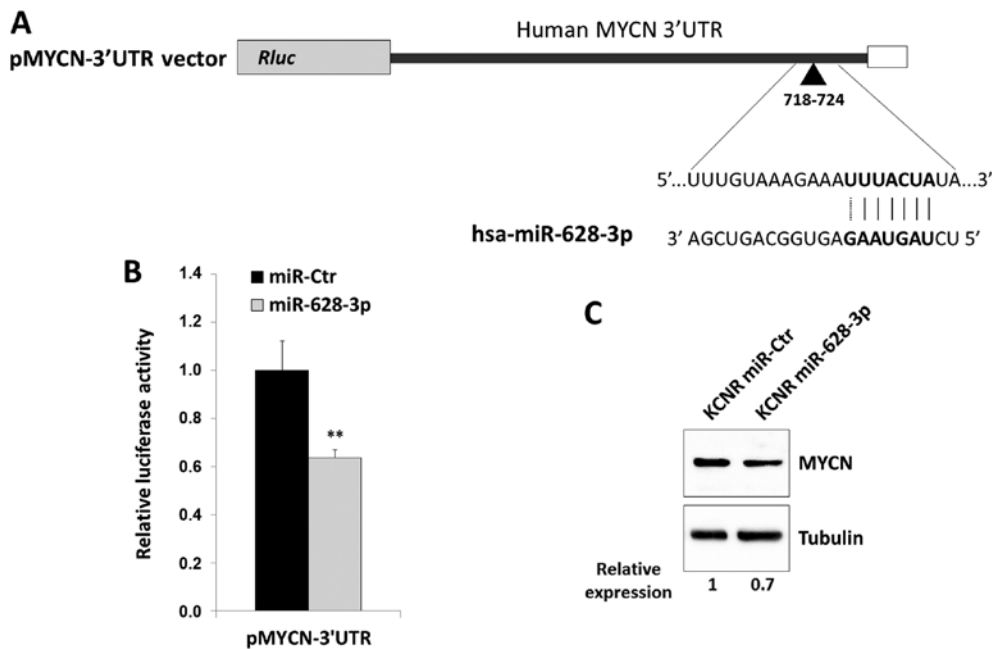 A
Human MYCN 3'UTR
pMYCN-3'UTR vector
Rluc
718-724
5'...UUUGUAAAGAAAUUUACUAUA...3'
hsa-miR-628-3p
3' AGCUGACGGUGAGAAUGAUCU 5'
B
miR-Ctr
miR-628-3p
Relative luciferase activity
1.4
1.2
1.0
0.8
0.6
0.4
0.2
0.0
**
pMYCN-3'UTR
C
KCNR miR-Ctr
KCNR miR-628-3p
MYCN
Tubulin
Relative
expression
1
0.7